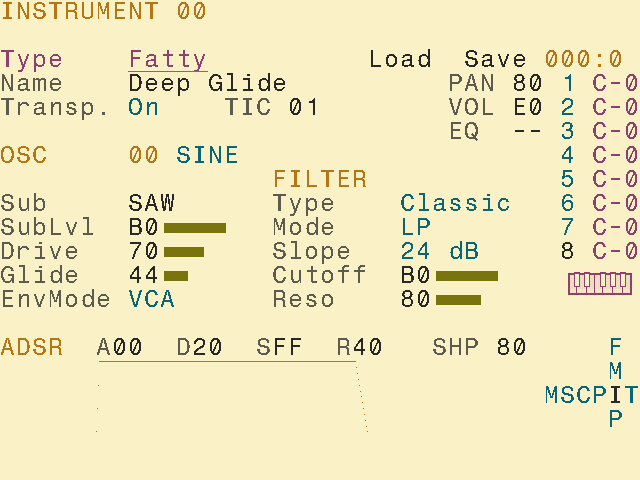 INSTRUMENT 00
Type Fatty Load Save 000:0
Name Deep Glide PAN 80 1 C-0
Transp. On TIC 01 VOL E0 2 C-0
EQ -- 3 C-0
OSC 00 SINE 4 C-0
FILTER 5 C-0
Sub SAW Type Classic 6 C-0
SubLvl B0 Mode LP 7 C-0
Drive 70 Slope 24 dB 8 C-0
Glide 44 Cutoff B0
EnvMode VCA Reso 80
ADSR A00 D20 SFF R40 SHP 80 F
M
MSCPIT
P